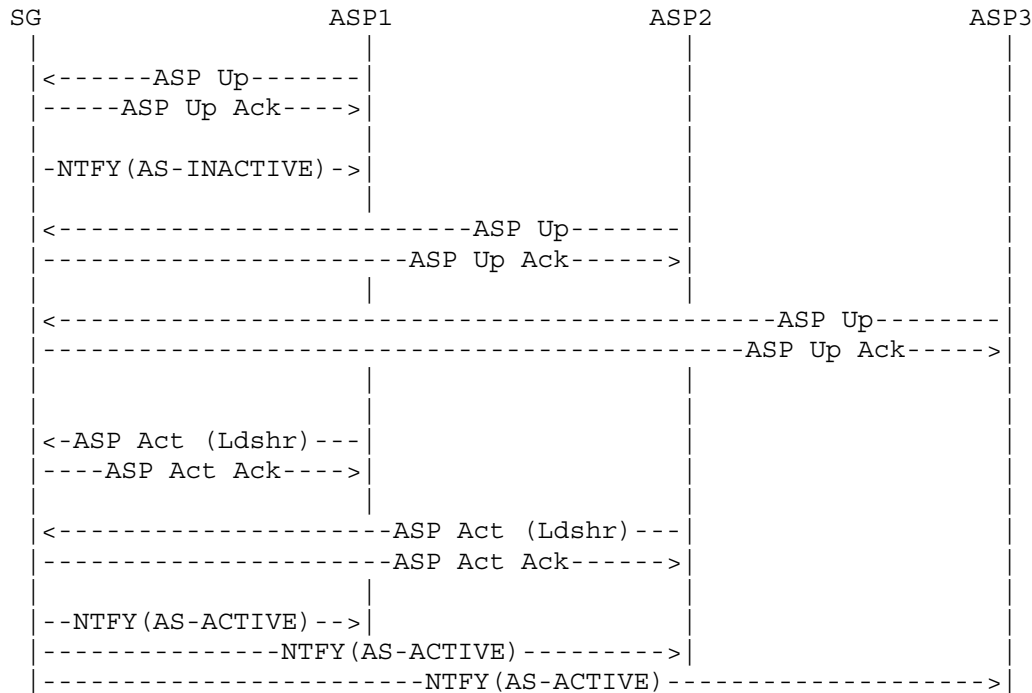 SG ASP1 ASP2 ASP3
<------ASP Up-------
-----ASP Up Ack---->
-NTFY(AS-INACTIVE)->
<--------------------------ASP Up-------
-----------------------ASP Up Ack------>
<---------------------------------------------ASP Up--------
--------------------------------------------ASP Up Ack----->
<-ASP Act (Ldshr)---
----ASP Act Ack---->
<---------------------ASP Act (Ldshr)---
----------------------ASP Act Ack------>
--NTFY(AS-ACTIVE)-->
---------------NTFY(AS-ACTIVE)--------->
------------------------NTFY(AS-ACTIVE)-------------------->